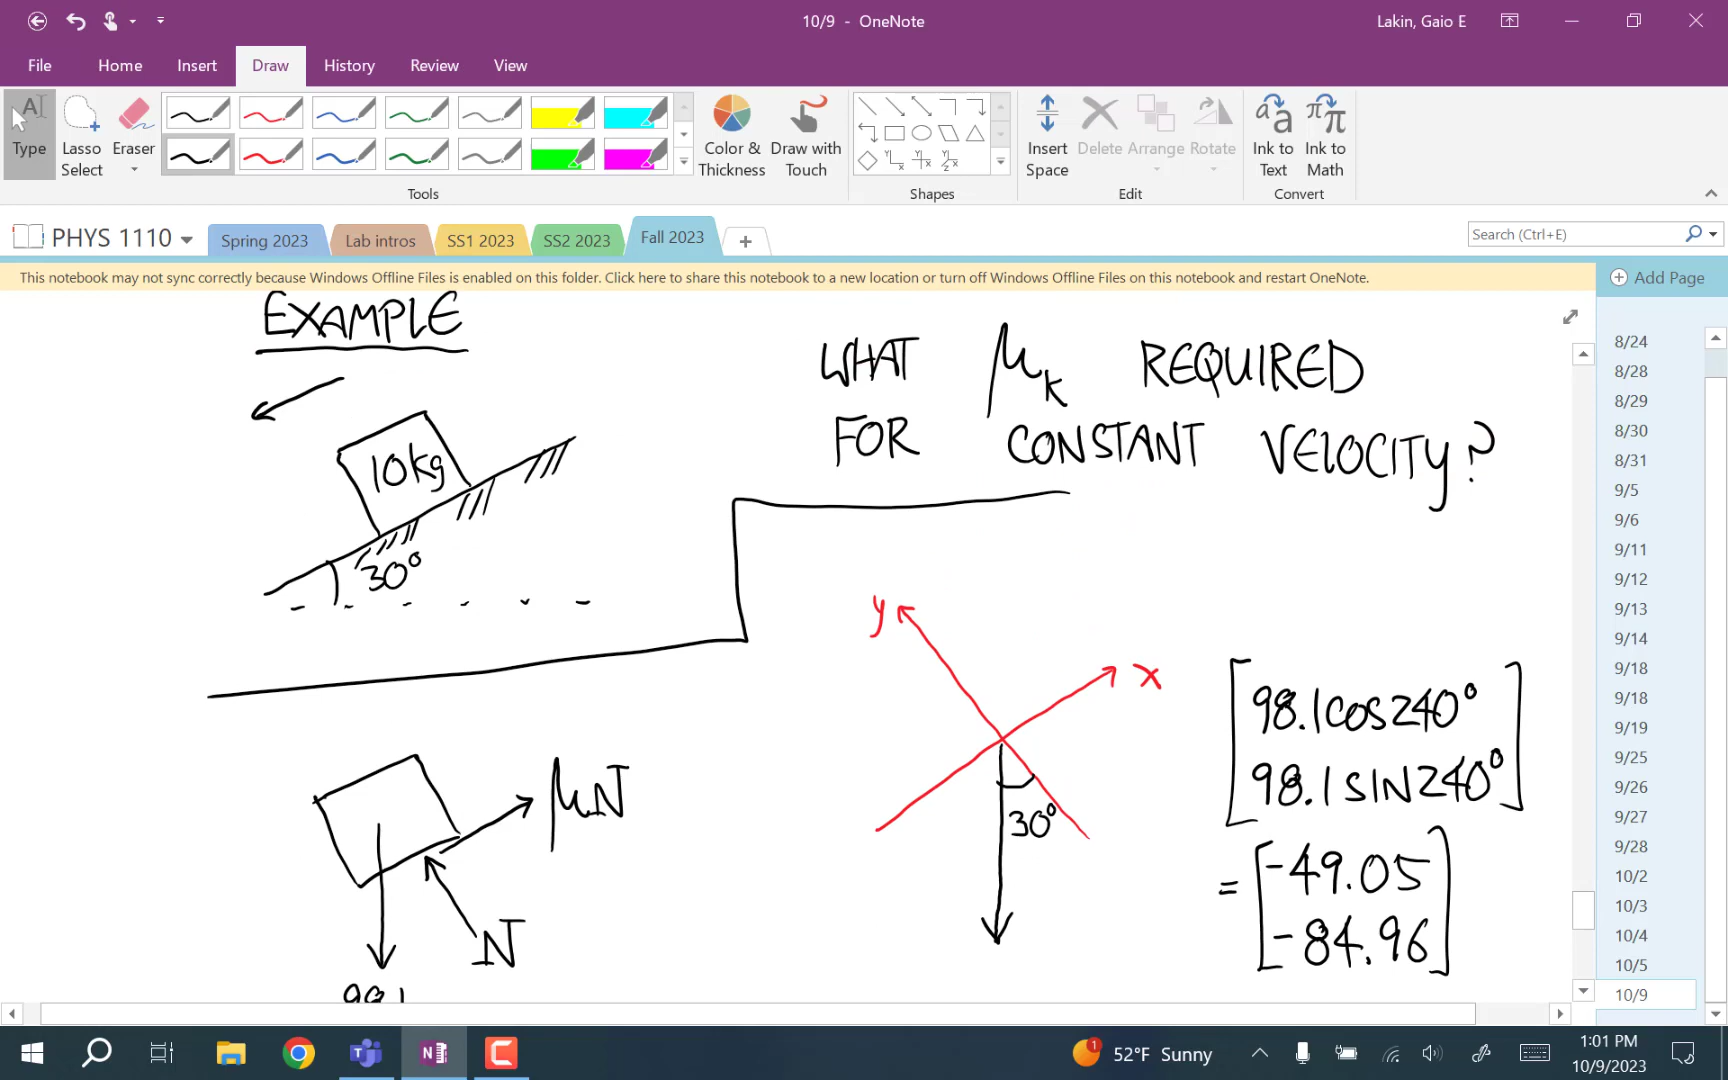 10/9 - OneNote
Lakin, Gaio E
File Home Insert Draw History Review View
Type
Lasso Select
Eraser
Color & Thickness
Draw with Touch
Insert Space
Delete
Arrange
Rotate
Ink to Text
Ink to Math
Tools
Shapes
Edit
Convert
PHYS 1110
Spring 2023
Lab intros
SS1 2023
SS2 2023
Fall 2023
Search (Ctrl+E)
This notebook may not sync correctly because Windows Offline Files is enabled on this folder. Click here to share this notebook to a new location or turn off Windows Offline Files on this notebook and restart OneNote.
Add Page
EXAMPLE
WHAT μk REQUIRED
FOR CONSTANT VELOCITY?
10kg
30°
y
x
30°
μN
N
98.1
[98.1cos240°
98.1SIN240°]
= [-49.05
-84.96]
8/24
8/28
8/29
8/30
8/31
9/5
9/6
9/11
9/12
9/13
9/14
9/18
9/18
9/19
9/25
9/26
9/27
9/28
10/2
10/3
10/4
10/5
10/9
52°F Sunny
1:01 PM
10/9/2023